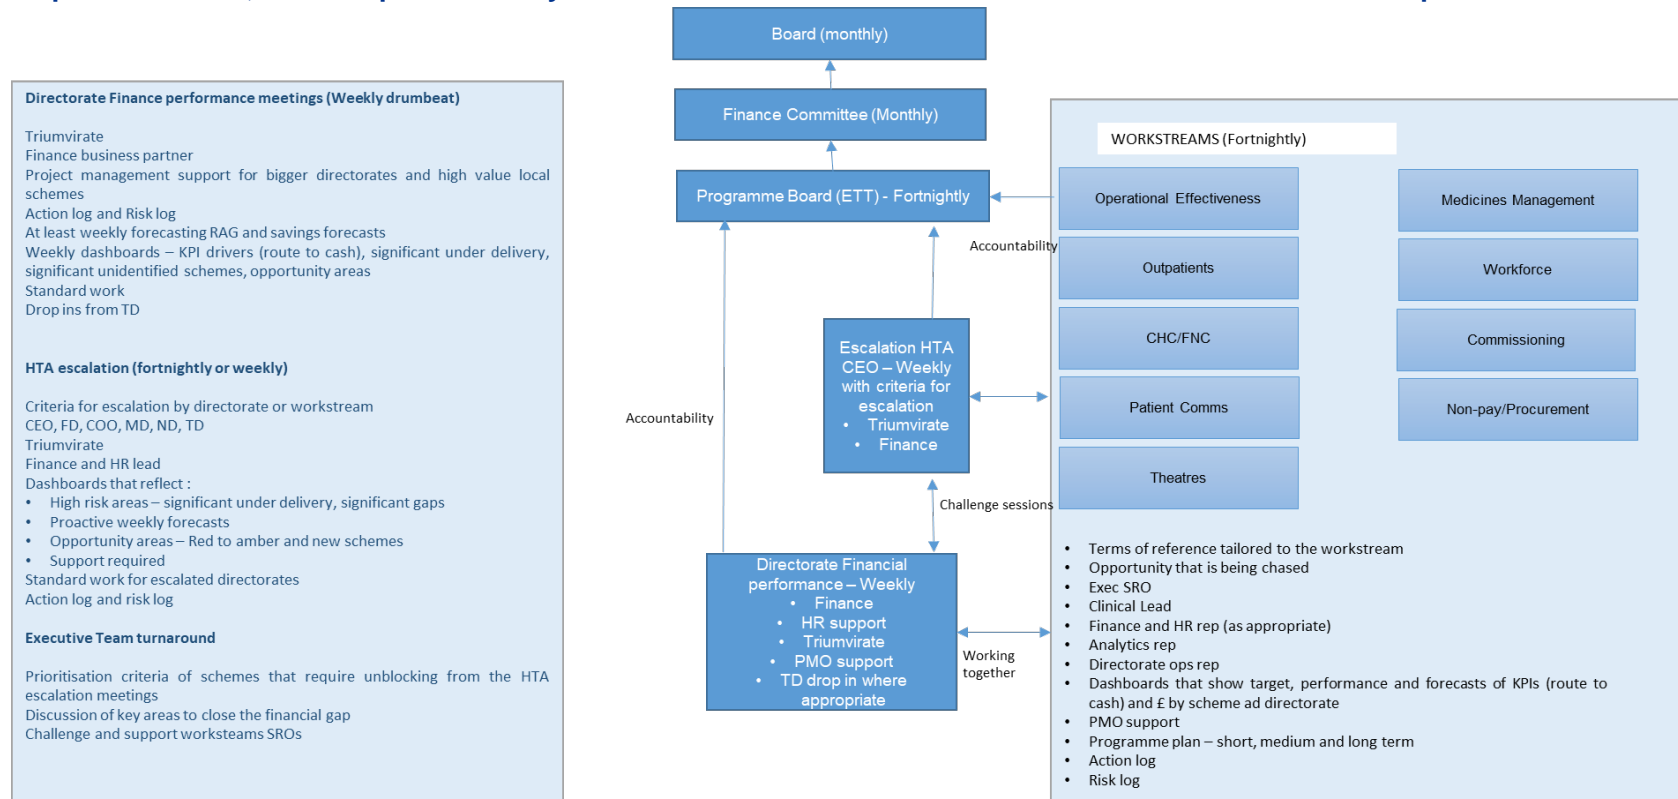 Board (monthly)
Finance Committee (Monthly)
Programme Board (ETT) - Fortnightly
Accountability
Accountability
Escalation HTA
CEO – Weekly
with criteria for
escalation
• Triumvirate
• Finance
Challenge sessions
Directorate Financial
performance – Weekly
• Finance
• HR support
• Triumvirate
• PMO support
• TD drop in where
appropriate
Working
together
Directorate Finance performance meetings (Weekly drumbeat)
Triumvirate
Finance business partner
Project management support for bigger directorates and high value local
schemes
Action log and Risk log
At least weekly forecasting RAG and savings forecasts
Weekly dashboards – KPI drivers (route to cash), significant under delivery,
significant unidentified schemes, opportunity areas
Standard work
Drop ins from TD
HTA escalation (fortnightly or weekly)
Criteria for escalation by directorate or workstream
CEO, FD, COO, MD, ND, TD
Triumvirate
Finance and HR lead
Dashboards that reflect :
• High risk areas – significant under delivery, significant gaps
• Proactive weekly forecasts
• Opportunity areas – Red to amber and new schemes
• Support required
Standard work for escalated directorates
Action log and risk log
Executive Team turnaround
Prioritisation criteria of schemes that require unblocking from the HTA
escalation meetings
Discussion of key areas to close the financial gap
Challenge and support worksteams SROs
WORKSTREAMS (Fortnightly)
Operational Effectiveness
Medicines Management
Outpatients
Workforce
CHC/FNC
Commissioning
Patient Comms
Non-pay/Procurement
Theatres
• Terms of reference tailored to the workstream
• Opportunity that is being chased
• Exec SRO
• Clinical Lead
• Finance and HR rep (as appropriate)
• Analytics rep
• Directorate ops rep
• Dashboards that show target, performance and forecasts of KPIs (route to
cash) and £ by scheme ad directorate
• PMO support
• Programme plan – short, medium and long term
• Action log
• Risk log